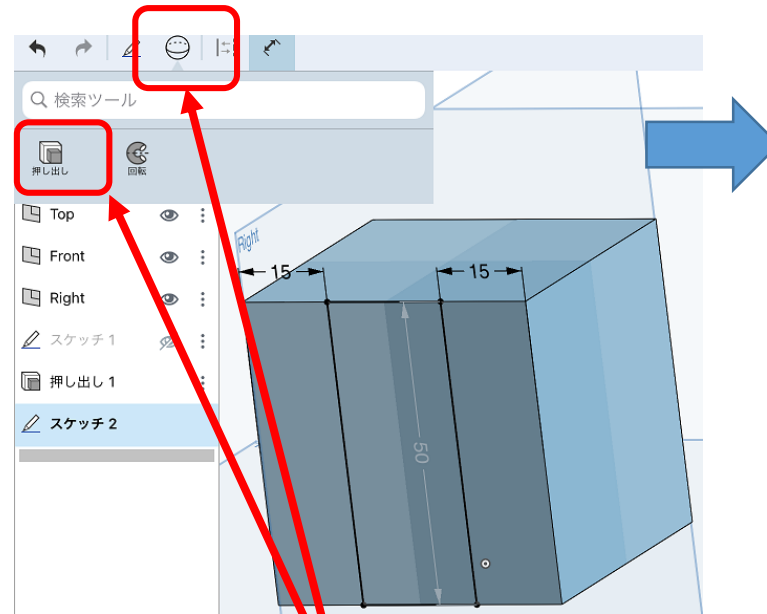 検索ツール
押し出し
回転
Top
Front
Right
スケッチ 1
押し出し 1
スケッチ 2
Right
15
15
50